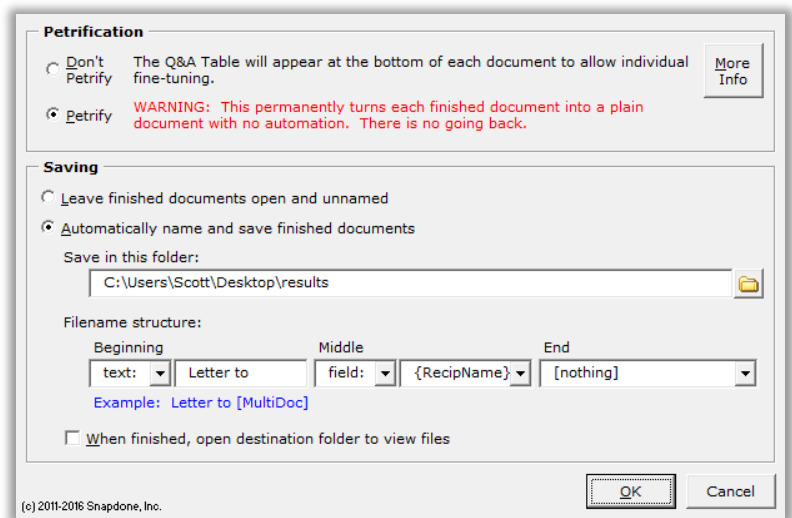 Petrification
Don't Petrify
The Q&A Table will appear at the bottom of each document to allow individual
fine-tuning.
More Info
Petrify
WARNING:  This permanently turns each finished document into a plain
document with no automation.  There is no going back.
Saving
Leave finished documents open and unnamed
Automatically name and save finished documents
Save in this folder:
C:\Users\Scott\Desktop\results
Filename structure:
Beginning Middle End
text: Letter to field: {RecipName} [nothing]
Example:  Letter to [MultiDoc]
When finished, open destination folder to view files
OK Cancel
(c) 2011-2016 Snapdone, Inc.